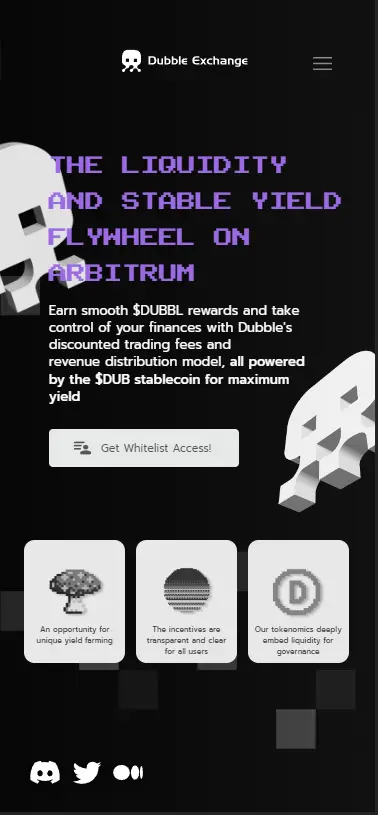 Dubble Exchange
THE LIQUIDITY
AND STABLE YIELD
FLYWHEEL ON
ARBITRUM
Earn smooth $DUBBL rewards and take
control of your finances with Dubble's
discounted trading fees and
revenue distribution model, all powered
by the $DUB stablecoin for maximum
yield
Get Whitelist Access!
An opportunity for
unique yield farming
The incentives are
transparent and clear
for all users
D
Our tokenomics deeply
embed liquidity for
governance